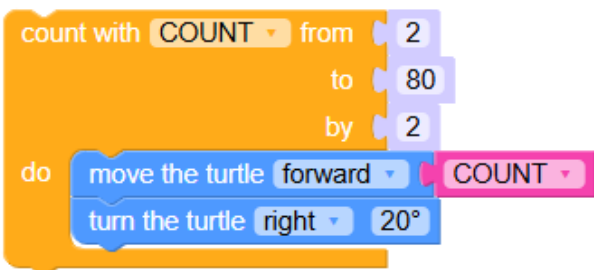 count with COUNT from 2
to 80
by 2
do move the turtle forward COUNT
turn the turtle right 20°